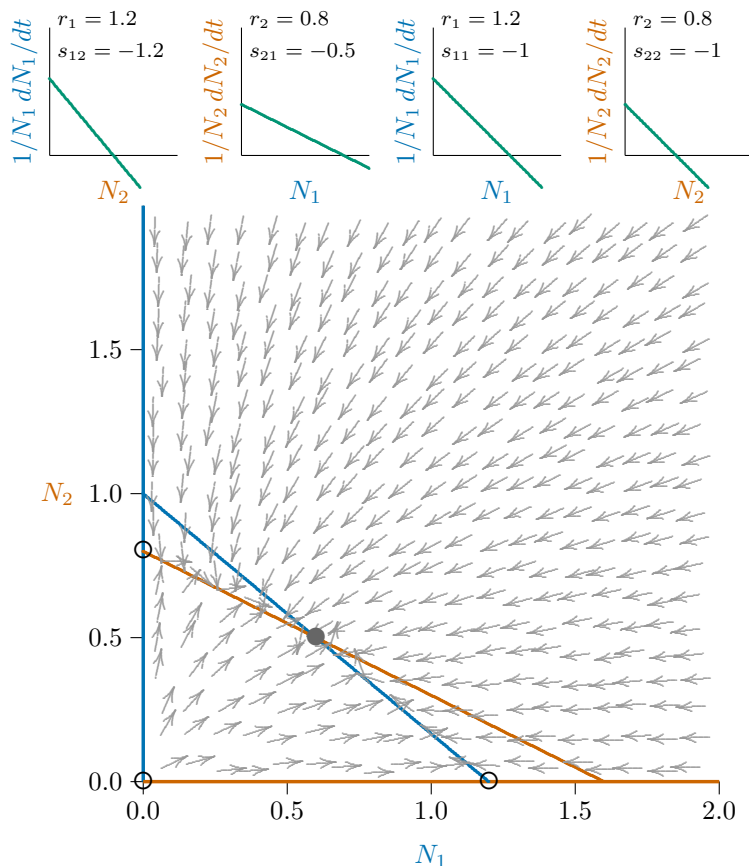 1/N₁ dN₁/dt
r₁ = 1.2
s₁₂ = −1.2
N₂
1/N₂ dN₂/dt
r₂ = 0.8
s₂₁ = −0.5
N₁
1/N₁ dN₁/dt
r₁ = 1.2
s₁₁ = −1
N₁
1/N₂ dN₂/dt
r₂ = 0.8
s₂₂ = −1
N₂
1.5
1.0
N₂
0.5
0.0
0.0 0.5 1.0 1.5 2.0
N₁